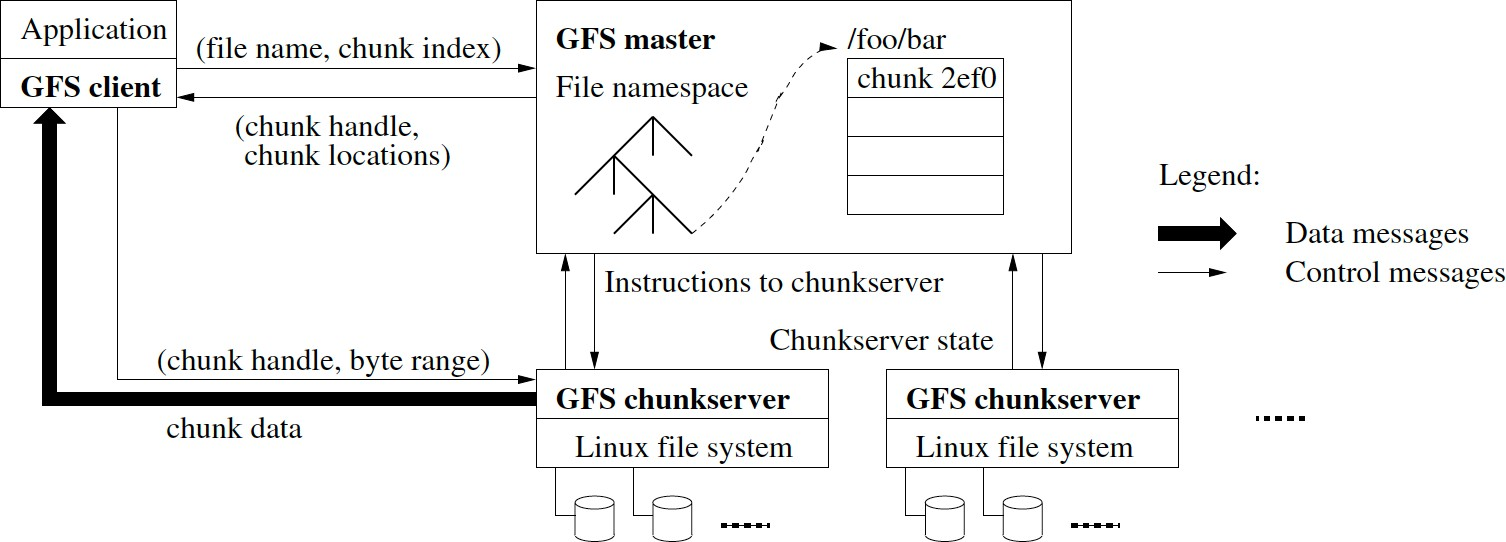 Application
GFS client
(file name, chunk index)
(chunk handle,
chunk locations)
GFS master
File namespace
/foo/bar
chunk 2ef0
Legend:
Data messages
Control messages
Instructions to chunkserver
Chunkserver state
(chunk handle, byte range)
chunk data
GFS chunkserver
Linux file system
GFS chunkserver
Linux file system